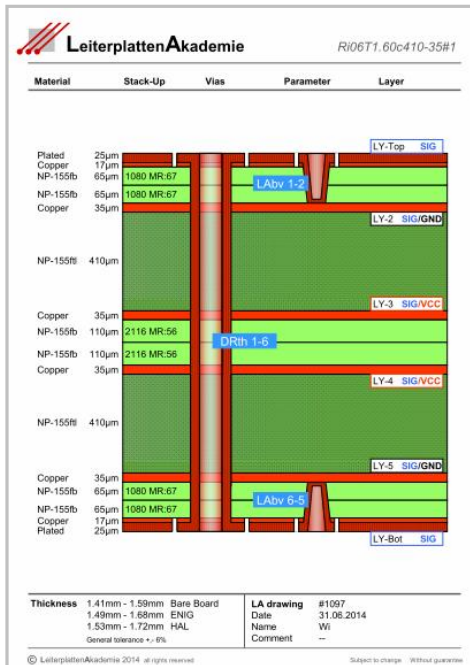 LeiterplattenAkademie
Ri06T1.60c410-35#1
Material Stack-Up Vias Parameter Layer
LY-Top SIG
Plated 25µm
Copper 17µm
NP-155fb 65µm 1080 MR:67
LAbv 1-2
NP-155fb 65µm 1080 MR:67
Copper 35µm
LY-2 SIG/GND
NP-155ftl 410µm
LY-3 SIG/VCC
Copper 35µm
NP-155fb 110µm 2116 MR:56
DRth 1-6
NP-155fb 110µm 2116 MR:56
Copper 35µm
LY-4 SIG/VCC
NP-155ftl 410µm
LY-5 SIG/GND
Copper 35µm
NP-155fb 65µm 1080 MR:67
LAbv 6-5
NP-155fb 65µm 1080 MR:67
Copper 17µm
Plated 25µm
LY-Bot SIG
Thickness 1.41mm - 1.59mm Bare Board LA drawing #1097
1.49mm - 1.68mm ENIG Date 31.06.2014
1.53mm - 1.72mm HAL Name Wi
General tolerance +,- 6% Comment --
© LeiterplattenAkademie 2014 all rights reserved Subject to change Without guarantee